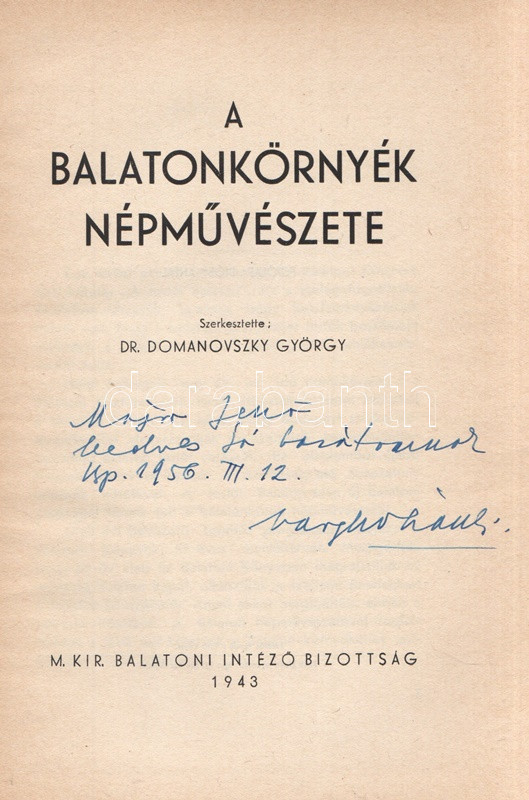 A
BALATONKÖRNYÉK
NÉPMŰVÉSZETE
Szerkesztette;
DR. DOMANOVSZKY GYÖRGY
darabanth
Major Jenő
kedves jó barátomnak
Bp. 1956. III. 12.
M. KIR. BALATONI INTÉZŐ BIZOTTSÁG
1943